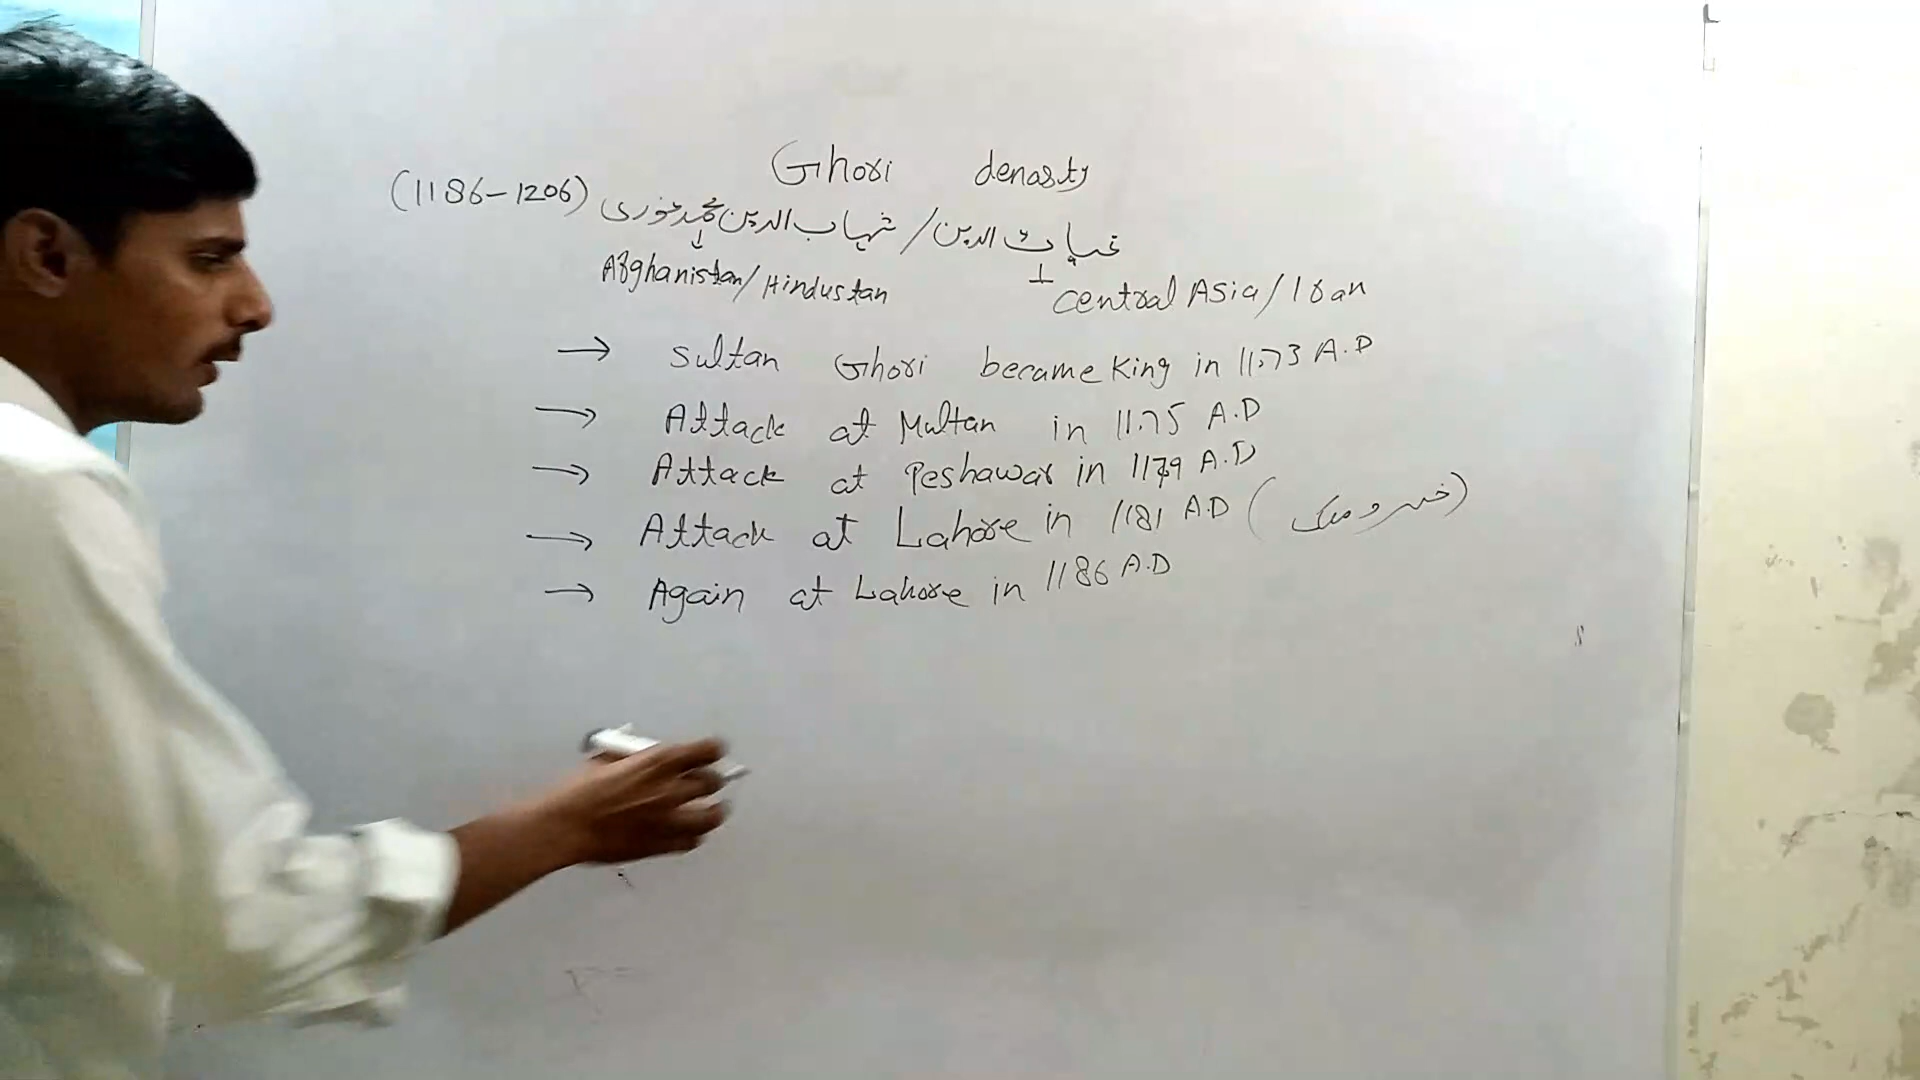 Ghori denasty
(1186-1206) غیاث الدین / شہاب الدین محمد غوری
Afghanistan/Hindustan Central Asia/Iran
→ Sultan Ghori became King in 1173 A.D
→ Attack at Multan in 1175 A.D
→ Attack at Peshawar in 1179 A.D
→ Attack at Lahore in 1181 A.D (خسرو ملک)
→ Again at Lahore in 1186 A.D